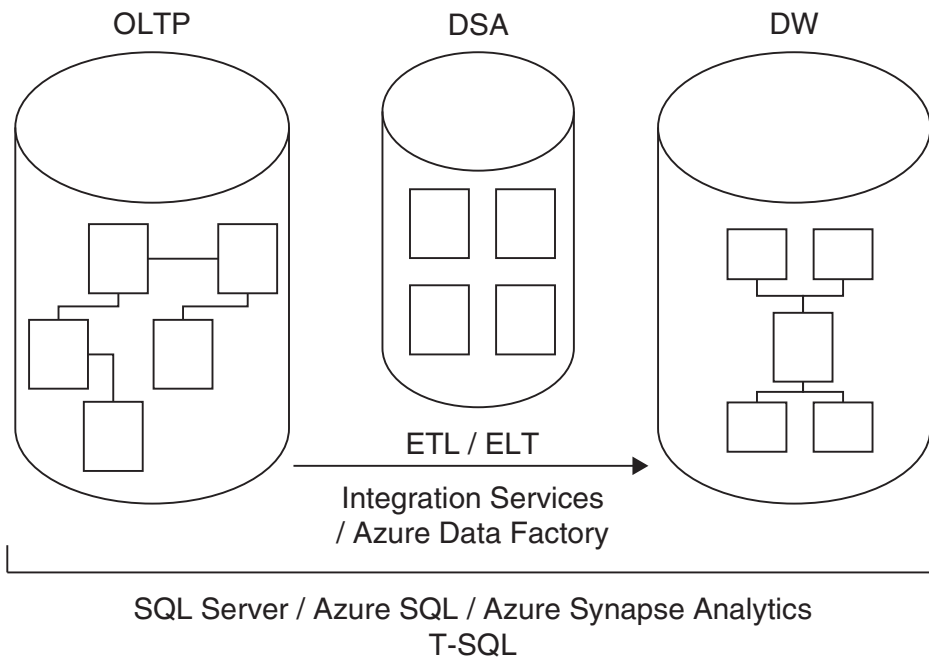 OLTP
DSA
DW
ETL / ELT
Integration Services
/ Azure Data Factory
SQL Server / Azure SQL / Azure Synapse Analytics
T-SQL